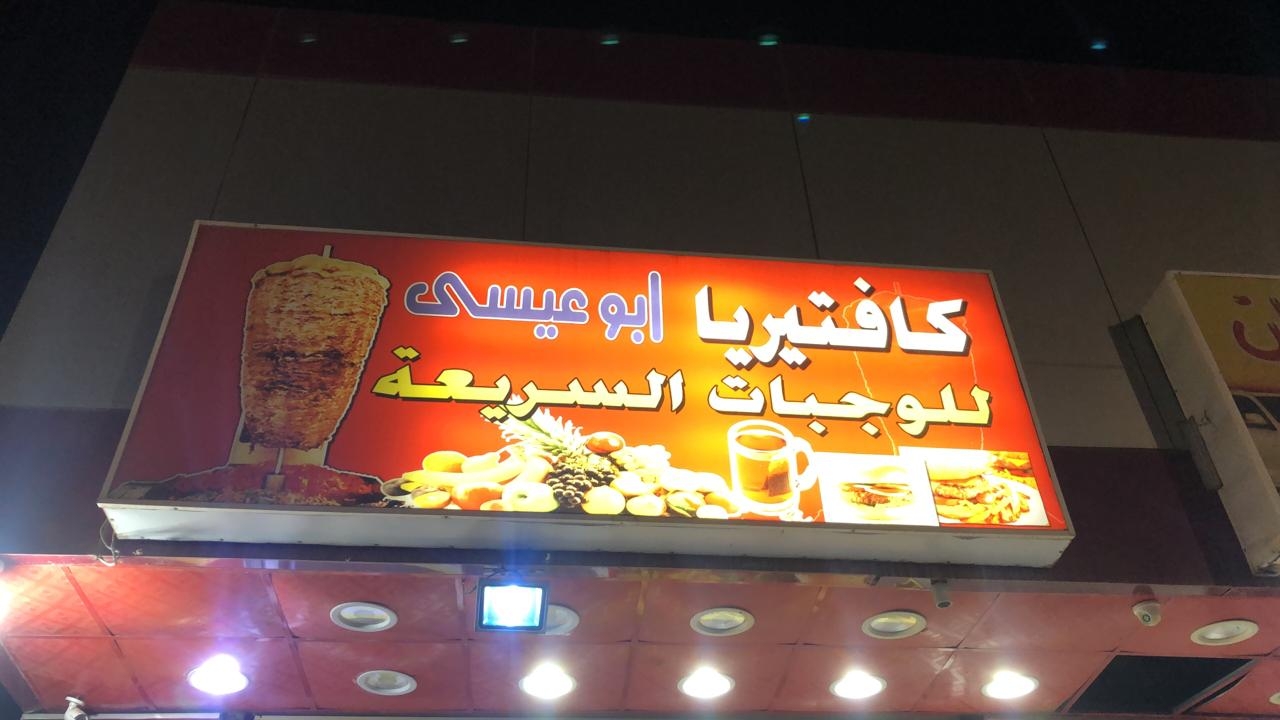 كافتيريا ابو عيسى
للوجبات السريعة